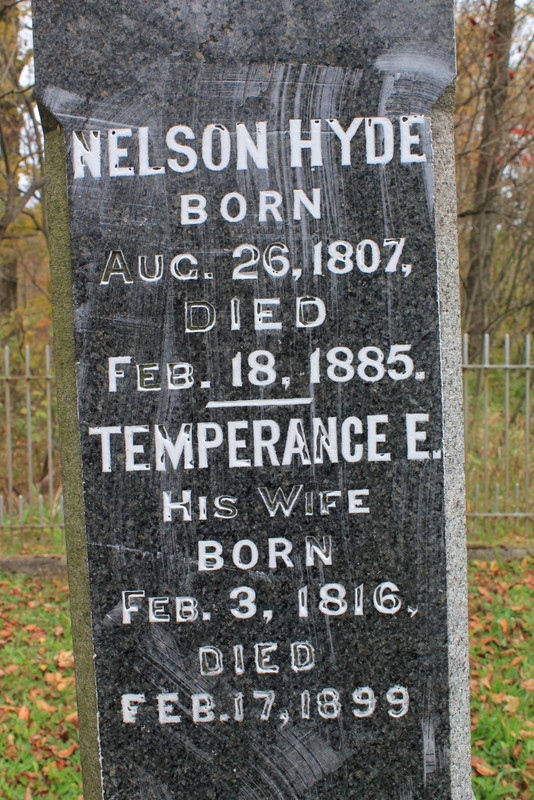 NELSON HYDE
BORN
AUG. 26, 1807,
DIED
FEB. 18, 1885.
TEMPERANCE E.
HIS WIFE
BORN
FEB. 3, 1816,
DIED
FEB. 17, 1899